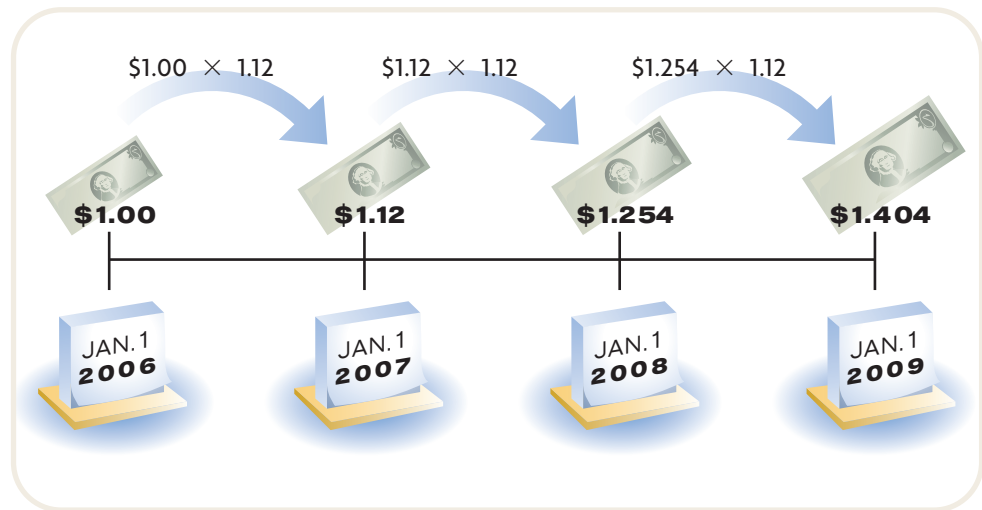 $1.00 × 1.12
$1.12 × 1.12
$1.254 × 1.12
$1.00
$1.12
$1.254
$1.404
JAN. 1
2006
JAN. 1
2007
JAN. 1
2008
JAN. 1
2009